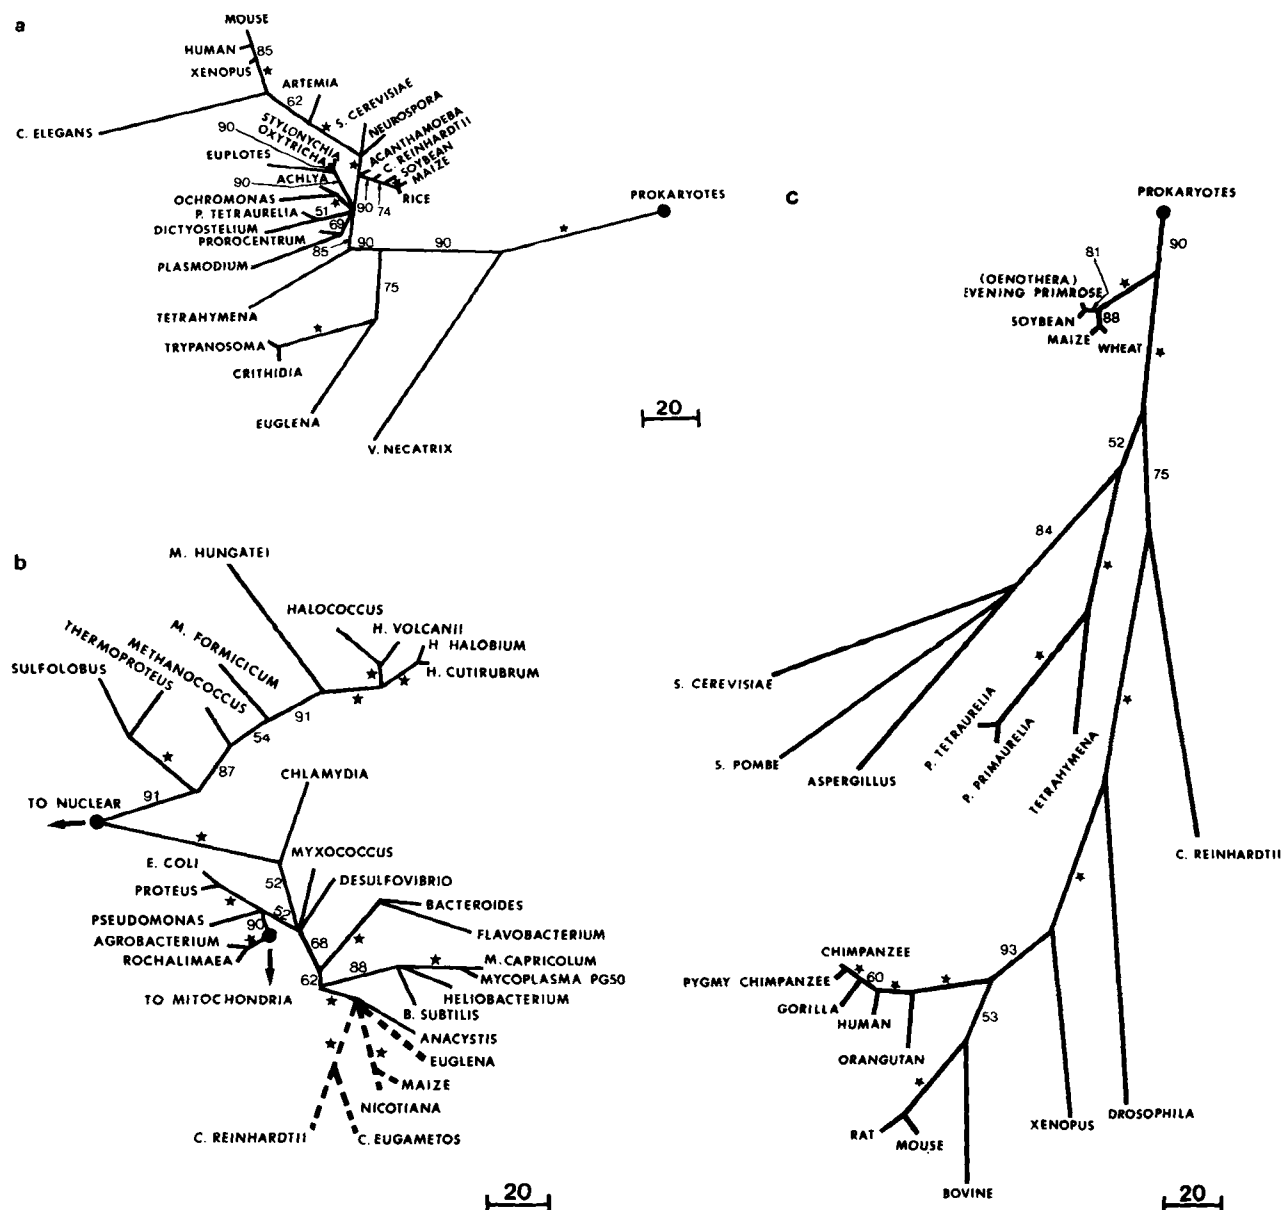 a
MOUSE
HUMAN
85
XENOPUS
ARTEMIA
62
C. ELEGANS
S. CEREVISIAE
NEUROSPORA
ACANTHAMOEBA
C. REINHARDTII
SOYBEAN
MAIZE
RICE
STYLONYCHIA
OXYTRICHA
90
EUPLOTES
90
ACHLYA
OCHROMONAS
51
P. TETRAURELIA
90
74
DICTYOSTELIUM
69
PROROCENTRUM
85
90
90
PLASMODIUM
PROKARYOTES
75
TETRAHYMENA
TRYPANOSOMA
CRITHIDIA
EUGLENA
V. NECATRIX
20
b
M. HUNGATEI
HALOCOCCUS
H. VOLCANII
H HALOBIUM
H. CUTIRUBRUM
M. FORMICICUM
METHANOCOCCUS
THERMOPROTEUS
SULFOLOBUS
91
54
87
91
TO NUCLEAR
CHLAMYDIA
E. COLI
MYXOCOCCUS
52
DESULFOVIBRIO
PROTEUS
52
BACTEROIDES
PSEUDOMONAS
90
FLAVOBACTERIUM
AGROBACTERIUM
68
ROCHALIMAEA
88
M. CAPRICOLUM
62
MYCOPLASMA PG50
TO MITOCHONDRIA
HELIOBACTERIUM
B. SUBTILIS
ANACYSTIS
EUGLENA
MAIZE
NICOTIANA
C. REINHARDTII
C. EUGAMETOS
20
c
PROKARYOTES
90
81
(OENOTHERA)
EVENING PRIMROSE
SOYBEAN
88
MAIZE
WHEAT
52
75
84
S. CEREVISIAE
S. POMBE
ASPERGILLUS
P. TETRAURELIA
P. PRIMAURELIA
TETRAHYMENA
C. REINHARDTII
CHIMPANZEE
93
PYGMY CHIMPANZEE
60
GORILLA
HUMAN
53
ORANGUTAN
RAT
MOUSE
BOVINE
XENOPUS
DROSOPHILA
20